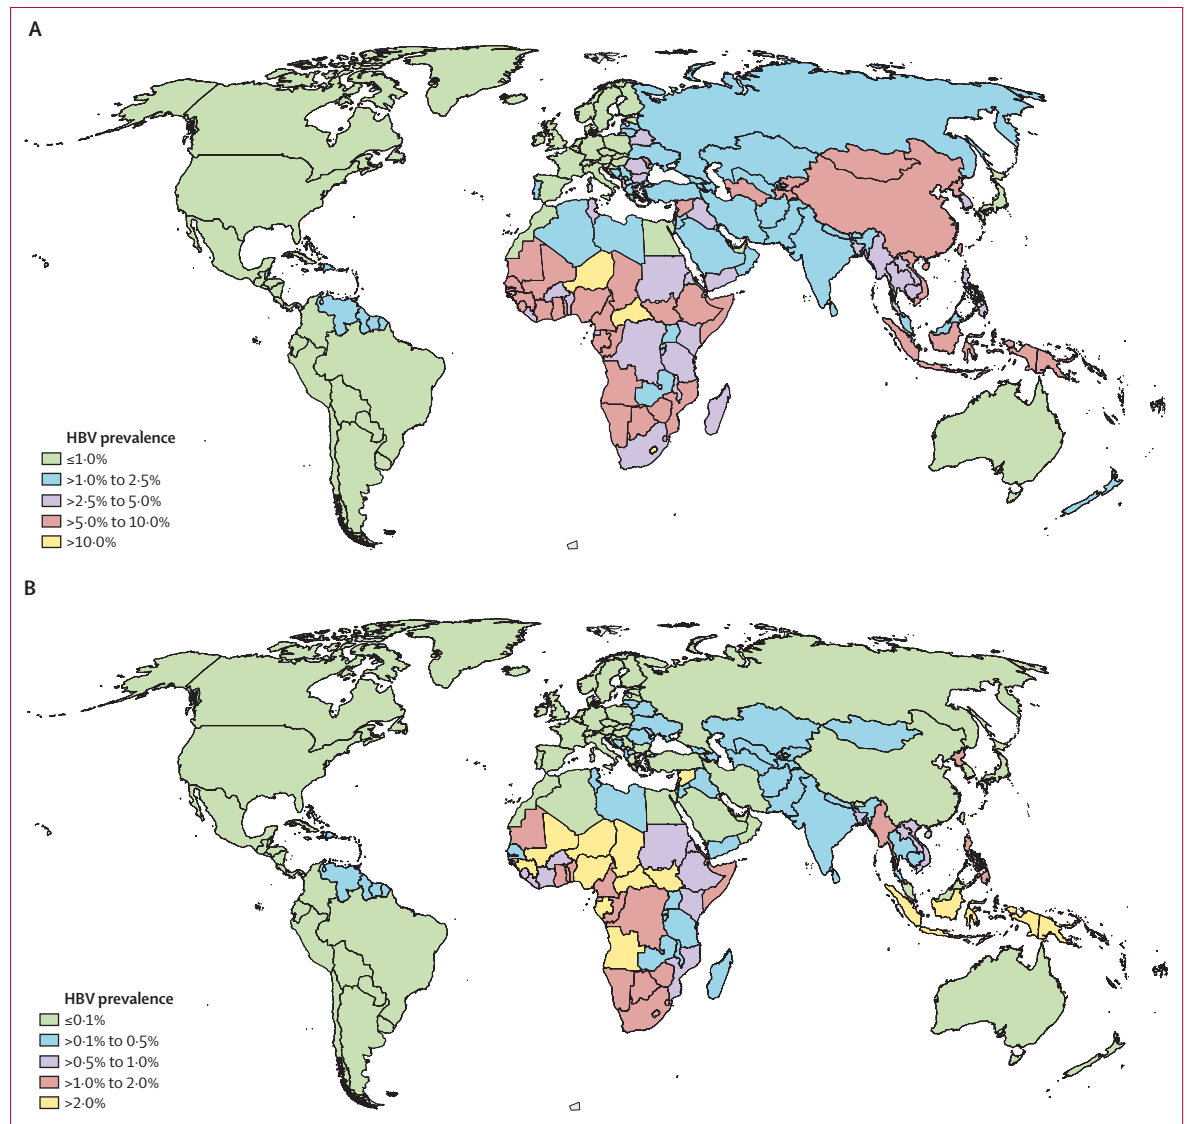 A
HBV prevalence
≤1·0%
>1·0% to 2·5%
>2·5% to 5·0%
>5·0% to 10·0%
>10·0%
B
HBV prevalence
≤0·1%
>0·1% to 0·5%
>0·5% to 1·0%
>1·0% to 2·0%
>2·0%